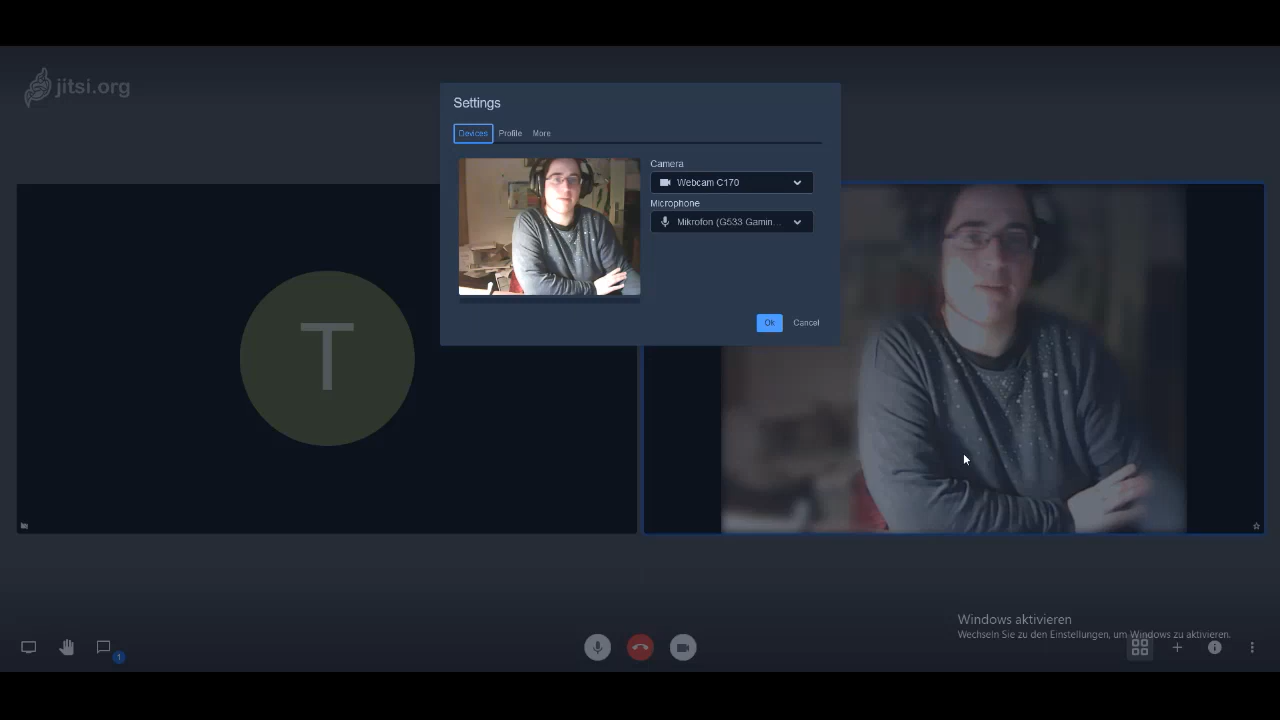 jitsi.org
Settings
Devices Profile More
Camera
Webcam C170
Microphone
Mikrofon (G533 Gamin...
Ok Cancel
T
Windows aktivieren
Wechseln Sie zu den Einstellungen, um Windows zu aktivieren.
1